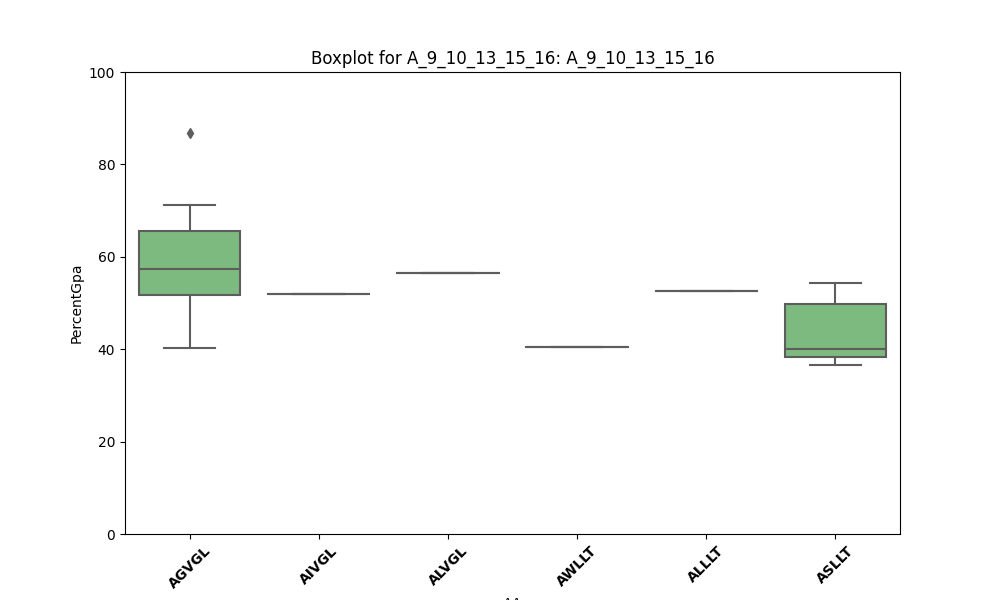 Boxplot for A_9_10_13_15_16: A_9_10_13_15_16
100
80
60
40
20
0
PercentGpa
AGVGL
AIVGL
ALVGL
AWLLT
ALLLT
ASLLT